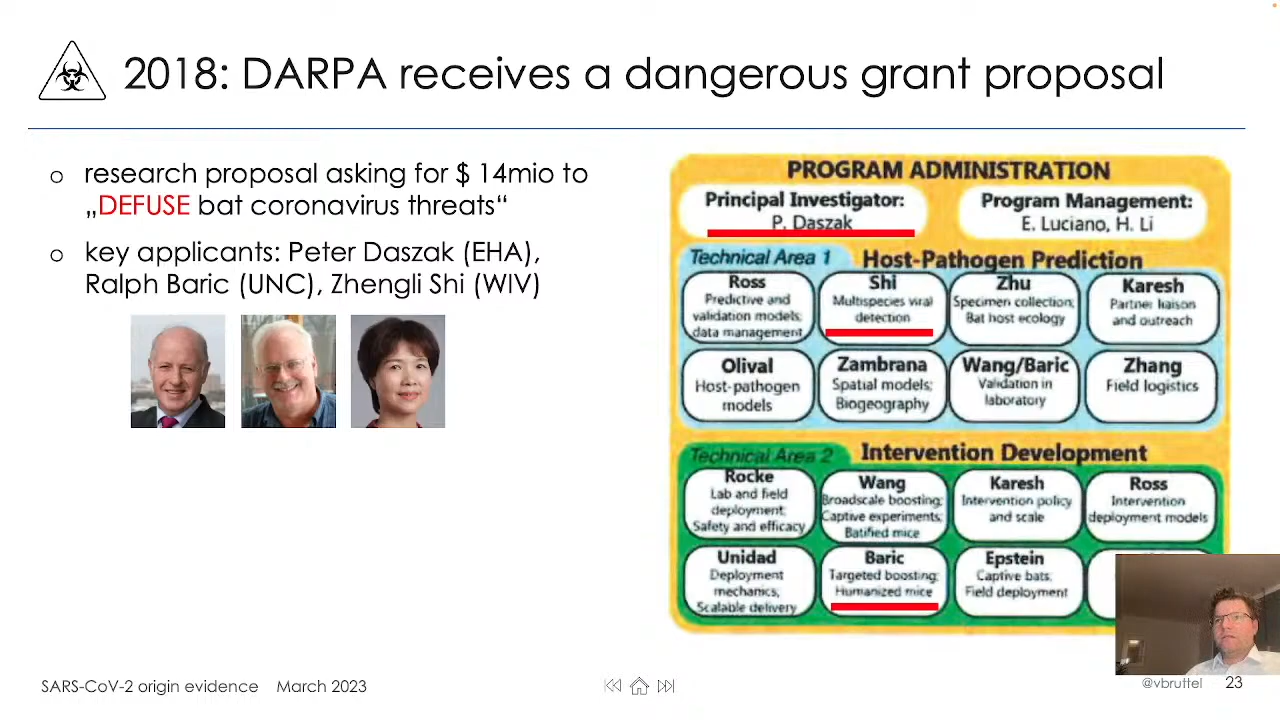 2018: DARPA receives a dangerous grant proposal
research proposal asking for $ 14mio to
„DEFUSE bat coronavirus threats“
key applicants: Peter Daszak (EHA),
Ralph Baric (UNC), Zhengli Shi (WIV)
PROGRAM ADMINISTRATION
Principal Investigator:
P. Daszak
Program Management:
E. Luciano, H. Li
Technical Area 1 Host-Pathogen Prediction
Ross
Predictive and
validation models;
data management
Shi
Multispecies viral
detection
Zhu
Specimen collection;
Bat host ecology
Karesh
Partner liaison
and outreach
Olival
Host-pathogen
models
Zambrana
Spatial models;
Biogeography
Wang/Baric
Validation in
laboratory
Zhang
Field logistics
Technical Area 2 Intervention Development
Rocke
Lab and field
deployment;
Safety and efficacy
Wang
Broadscale boosting;
Captive experiments;
Batified mice
Karesh
Intervention policy
and scale
Ross
Intervention
deployment models
Unidad
Deployment
mechanics,
Scalable delivery
Baric
Targeted boosting;
Humanized mice
Epstein
Captive bats;
Field deployment
SARS-CoV-2 origin evidence March 2023
@vbruttel 23